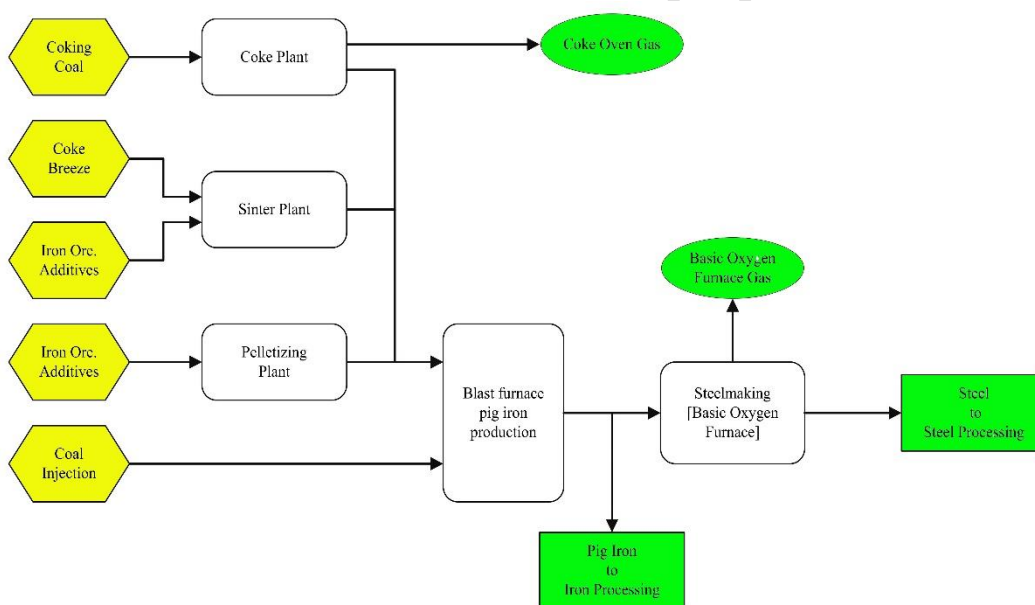 Coking
Coal
Coke Plant
Coke Oven Gas
Coke
Breeze
Sinter Plant
Iron Orc.
Additives
Basic Oxygen
Furnace Gas
Iron Orc.
Additives
Pelletizing
Plant
Blast furnace
pig iron
production
Steelmaking
[Basic Oxygen
Furnace]
Steel
to
Steel Processing
Coal
Injection
Pig Iron
to
Iron Processing